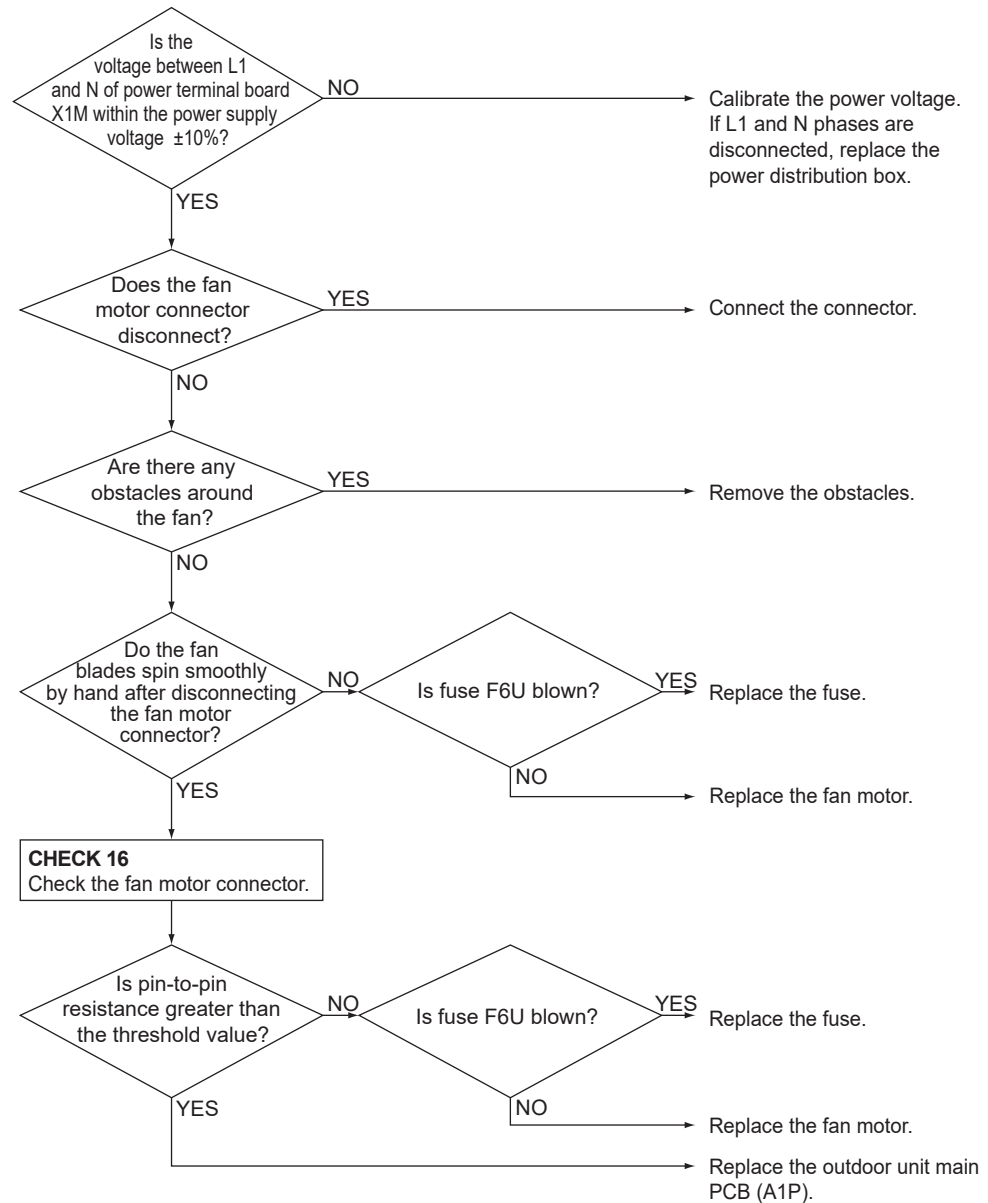 Is the
voltage between L1
and N of power terminal board
X1M within the power supply
voltage ±10%?
NO
Calibrate the power voltage.
If L1 and N phases are
disconnected, replace the
power distribution box.
YES
Does the fan
motor connector
disconnect?
YES
Connect the connector.
NO
Are there any
obstacles around
the fan?
YES
Remove the obstacles.
NO
Do the fan
blades spin smoothly
by hand after disconnecting
the fan motor
connector?
NO
Is fuse F6U blown?
YES
Replace the fuse.
NO
Replace the fan motor.
YES
CHECK 16
Check the fan motor connector.
Is pin-to-pin
resistance greater than
the threshold value?
NO
Is fuse F6U blown?
YES
Replace the fuse.
NO
Replace the fan motor.
YES
Replace the outdoor unit main
PCB (A1P).